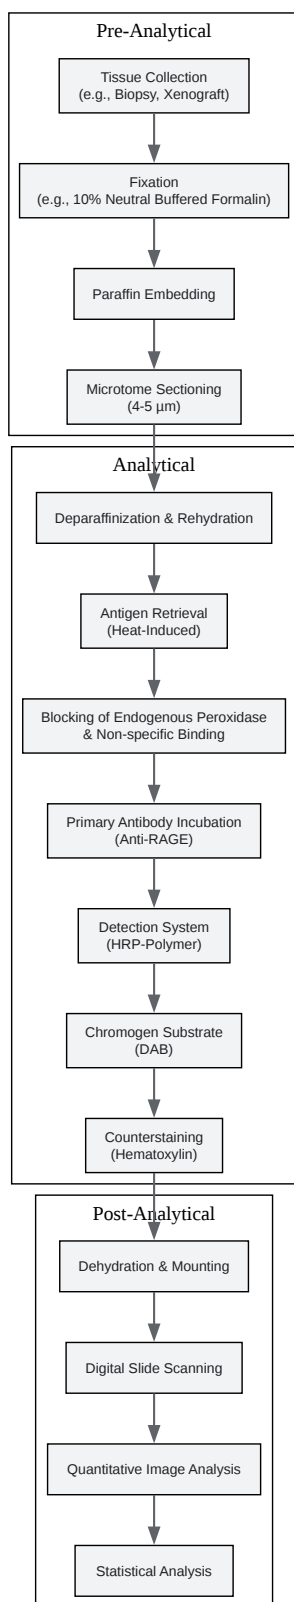 Pre-Analytical
Tissue Collection
(e.g., Biopsy, Xenograft)
Fixation
(e.g., 10% Neutral Buffered Formalin)
Paraffin Embedding
Microtome Sectioning
(4-5 µm)
Analytical
Deparaffinization & Rehydration
Antigen Retrieval
(Heat-Induced)
Blocking of Endogenous Peroxidase
& Non-specific Binding
Primary Antibody Incubation
(Anti-RAGE)
Detection System
(HRP-Polymer)
Chromogen Substrate
(DAB)
Counterstaining
(Hematoxylin)
Post-Analytical
Dehydration & Mounting
Digital Slide Scanning
Quantitative Image Analysis
Statistical Analysis